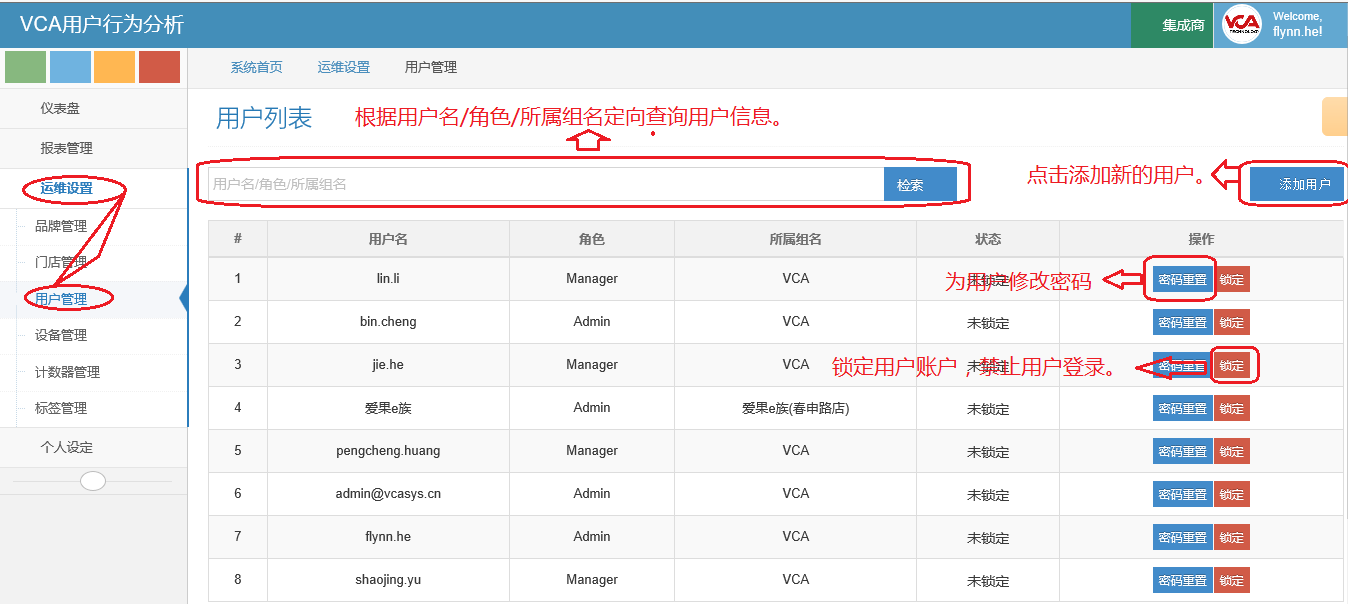 VCA用户行为分析
集成商
VCA
TECHNOLOGY
Welcome,
flynn.he!
系统首页 运维设置 用户管理
仪表盘
报表管理
运维设置
品牌管理
门店管理
用户管理
设备管理
计数器管理
标签管理
个人设定
用户列表
根据用户名/角色/所属组名定向查询用户信息。
用户名/角色/所属组名 检索
点击添加新的用户。
添加用户
# 用户名 角色 所属组名 状态 操作
1 lin.li Manager VCA 未锁定 密码重置 锁定
为用户修改密码
2 bin.cheng Admin VCA 未锁定 密码重置 锁定
3 jie.he Manager VCA 未锁定 密码重置 锁定
锁定用户账户，禁止用户登录。
4 爱果e族 Admin 爱果e族(春申路店) 未锁定 密码重置 锁定
5 pengcheng.huang Manager VCA 未锁定 密码重置 锁定
6 admin@vcasys.cn Admin VCA 未锁定 密码重置 锁定
7 flynn.he Admin VCA 未锁定 密码重置 锁定
8 shaojing.yu Manager VCA 未锁定 密码重置 锁定